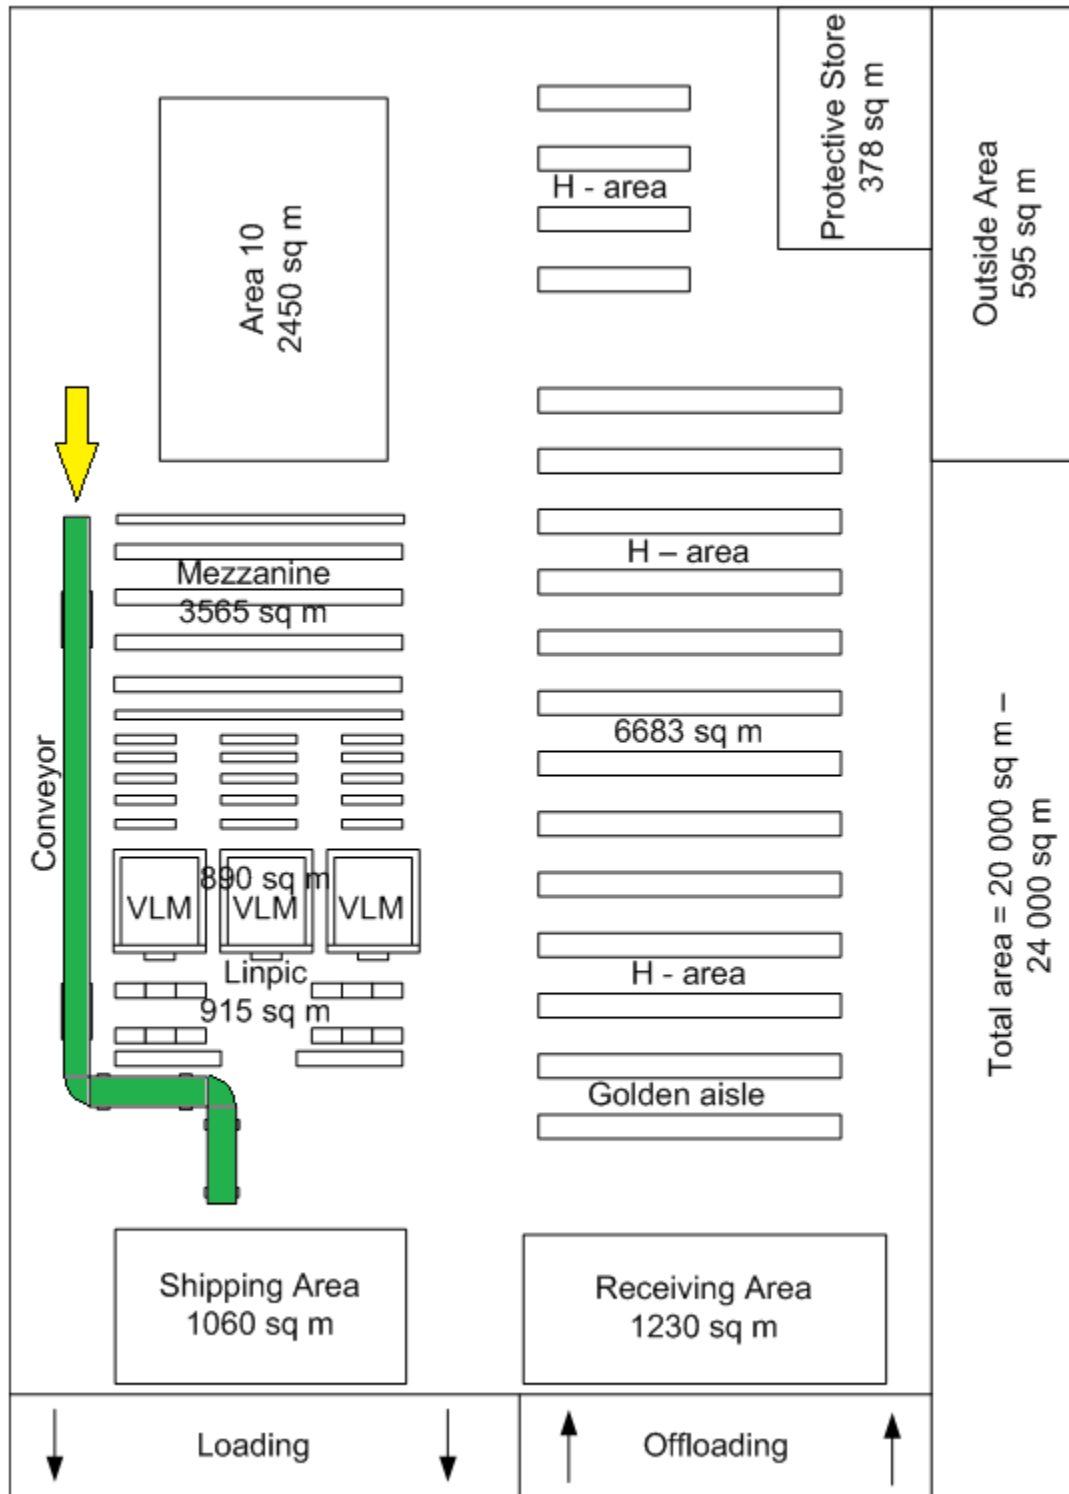 Protective Store
378 sq m
Outside Area
595 sq m
H - area
Area 10
2450 sq m
Mezzanine
3565 sq m
H – area
6683 sq m
Conveyor
890 sq m
VLM
VLM
VLM
Linpic
915 sq m
H - area
Golden aisle
Total area = 20 000 sq m –
24 000 sq m
Shipping Area
1060 sq m
Receiving Area
1230 sq m
Loading
Offloading